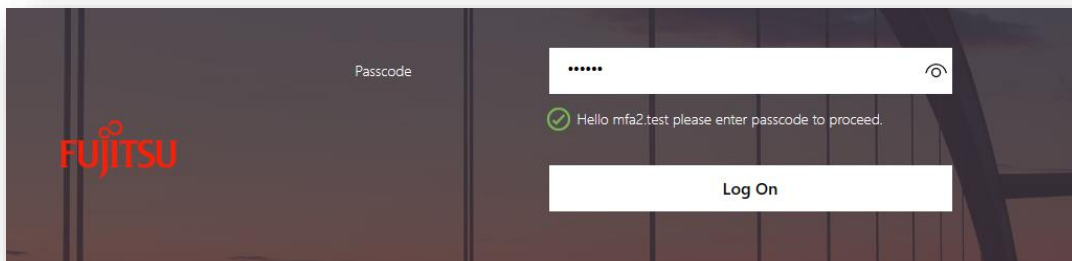 Passcode
••••••
Hello mfa2.test please enter passcode to proceed.
FUJITSU
Log On